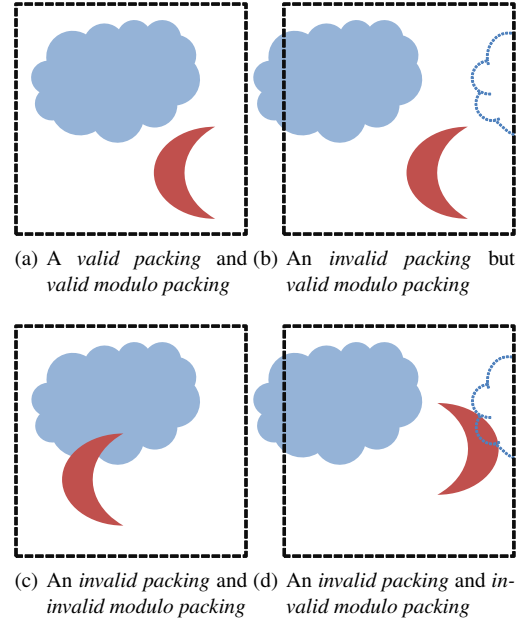 (a) A valid packing and
valid modulo packing
(b) An invalid packing but
valid modulo packing
(c) An invalid packing and
invalid modulo packing
(d) An invalid packing and in-
valid modulo packing